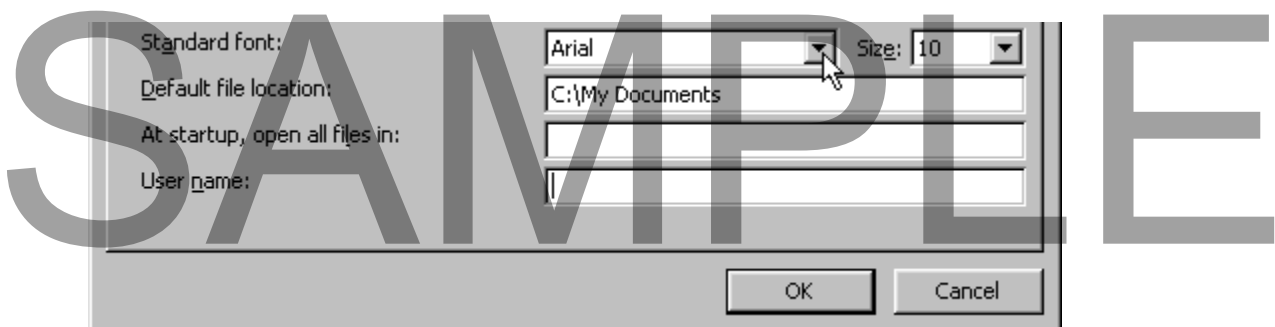 Standard font: Arial Size: 10
Default file location: C:\My Documents
At startup, open all files in:
User name:
OK Cancel
SAMPLE